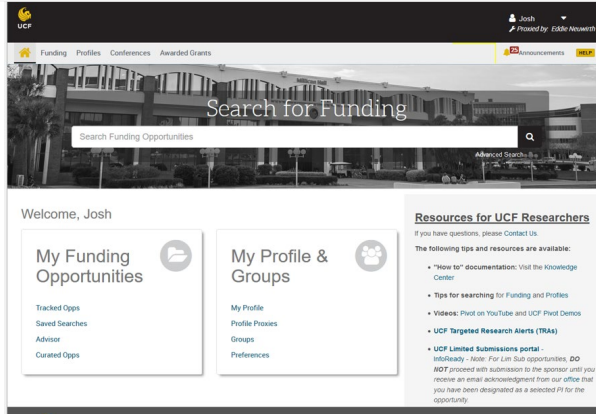 UCF
Josh
Proxied by: Eddie Neuwirth
Funding Profiles Conferences Awarded Grants
25 Announcements HELP
Millican Hall
Search for Funding
Search Funding Opportunities
Advanced Search
Welcome, Josh
My Funding
Opportunities
Tracked Opps
Saved Searches
Advisor
Curated Opps
My Profile &
Groups
My Profile
Profile Proxies
Groups
Preferences
Resources for UCF Researchers
If you have questions, please Contact Us.
The following tips and resources are available:
• "How to" documentation: Visit the Knowledge
Center
• Tips for searching for Funding and Profiles
• Videos: Pivot on YouTube and UCF Pivot Demos
• UCF Targeted Research Alerts (TRAs)
• UCF Limited Submissions portal -
InfoReady - Note: For Lim Sub opportunities, DO
NOT proceed with submission to the sponsor until you
receive an email acknowledgment from our office that
you have been designated as a selected PI for the
opportunity.